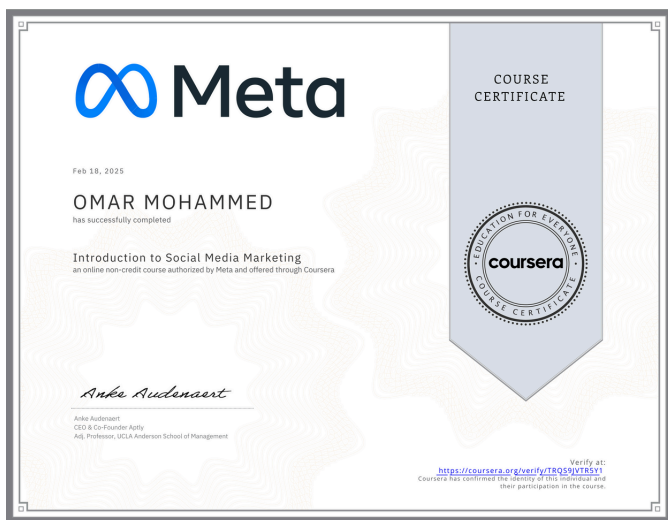 Meta
COURSE
CERTIFICATE
Feb 18, 2025
OMAR MOHAMMED
has successfully completed
Introduction to Social Media Marketing
an online non-credit course authorized by Meta and offered through Coursera
EDUCATION FOR EVERYONE
coursera
COURSE CERTIFICATE
Anke Audenaert
Anke Audenaert
CEO & Co-Founder Aptly
Adj. Professor, UCLA Anderson School of Management
Verify at:
https://coursera.org/verify/TRQS9JVTR5Y1
Coursera has confirmed the identity of this individual and
their participation in the course.